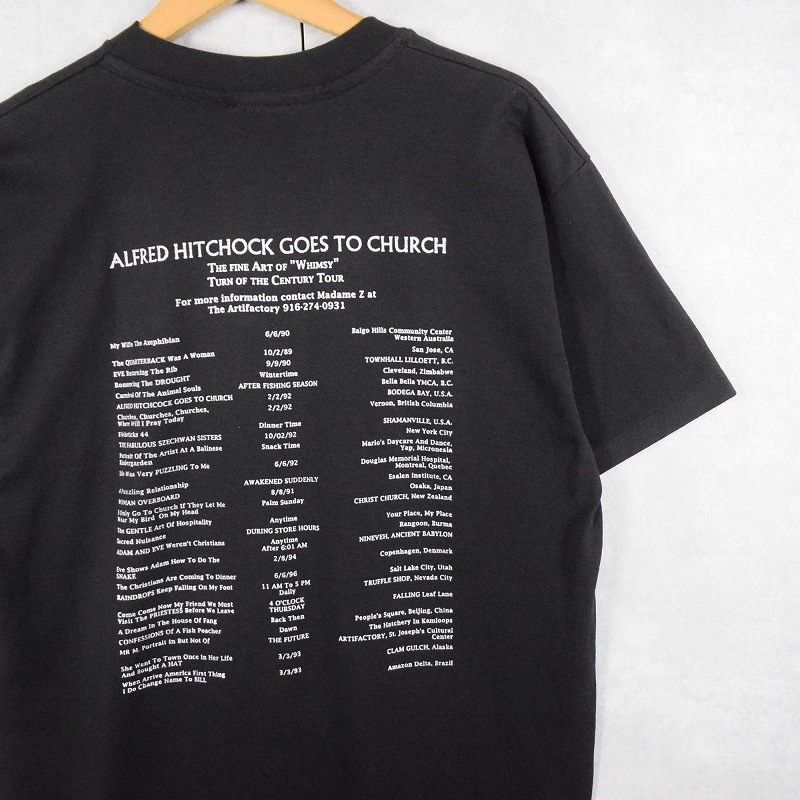 ALFRED HITCHOCK GOES TO CHURCH
THE FINE ART OF "WHIMSY"
TURN OF THE CENTURY TOUR
For more information contact Madame Z at
The Artifactory 916-274-0931
My Wife The Amphibian 6/6/90 Balgo Hills Community Center
Western Australia
The QUARTERBACK Was A Woman 10/2/89 San Jose, CA
EVE Returning The Rib 9/9/90 TOWNHALL LILLOETT, B.C.
Romancing The DROUGHT Wintertime Cleveland, Zimbabwe
Carnival Of The Animal Souls AFTER FISHING SEASON Bella Bella YMCA, B.C.
ALFRED HITCHCOCK GOES TO CHURCH 2/2/92 BODEGA BAY, U.S.A.
Churches, Churches, Churches, 2/2/92 Vernon, British Columbia
Where Will I Pray Today
Fishsticks 44 Dinner Time SHAMANVILLE, U.S.A.
THE FABULOUS SZECHWAN SISTERS 10/02/92 New York City
Portrait Of The Artist At A Balinese Snack Time Mario's Daycare And Dance,
Kindergarden Yap, Micronesia
Life Was Very PUZZLING To Me 6/6/92 Douglas Memorial Hospital,
Montreal, Quebec
A Puzzling Relationship AWAKENED SUDDENLY Esalen Institute, CA
WOMAN OVERBOARD 8/8/91 Osaka, Japan
I Only Go To Church If They Let Me Palm Sunday CHRIST CHURCH, New Zealand
Wear My Bird On My Head
The GENTLE Art Of Hospitality Anytime Your Place, My Place
Sacred Nuisance DURING STORE HOURS Rangoon, Burma
ADAM AND EVE Weren't Christians Anytime NINEVEH, ANCIENT BABYLON
After 6:01 AM
Eve Shows Adam How To Do The 2/8/94 Copenhagen, Denmark
SNAKE
The Christians Are Coming To Dinner 6/6/96 Salt Lake City, Utah
RAINDROPS Keep Falling On My Foot 11 AM To 5 PM TRUFFLE SHOP, Nevada City
Daily
Come Come Now My Friend We Must 4 O'CLOCK FALLING Leaf Lane
Visit The PRIESTESS Before We Leave THURSDAY
A Dream In The House Of Fang Back Then People's Square, Beijing, China
CONFESSIONS Of A Fish Poacher Dawn The Hatchery In Kamloops
MR M. Portrait In But Not Of THE FUTURE ARTIFACTORY, St. Joseph's Cultural
Center
She Went To Town Once In Her Life 3/3/93 CLAM GULCH, Alaska
And Bought A HAT
When Arrive America First Thing 3/3/93 Amazon Delta, Brazil
I Do Change Name To BILL